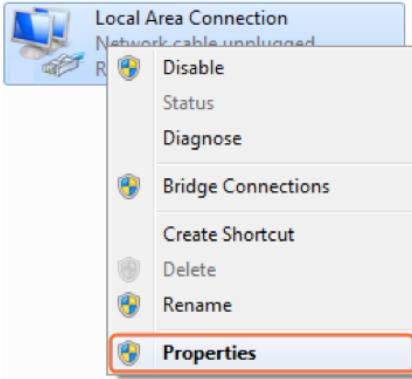 Local Area Connection
Network cable unplugged
R
Disable
Status
Diagnose
Bridge Connections
Create Shortcut
Delete
Rename
Properties